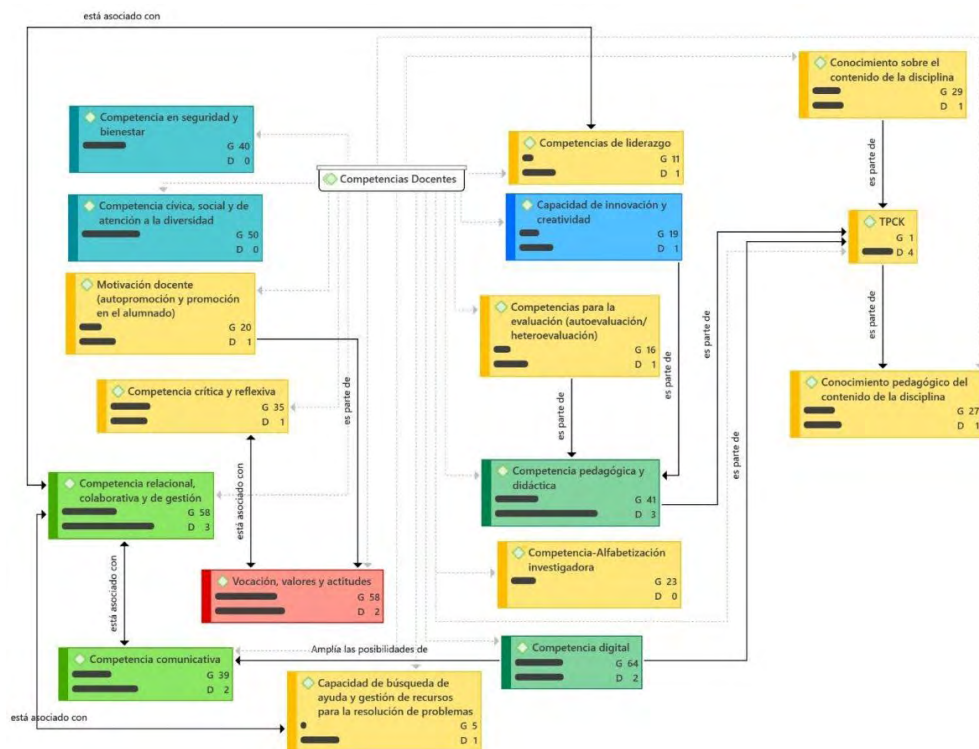 está asociado con
Conocimiento sobre el
contenido de la disciplina
G 29
D 1
Competencia en seguridad y
bienestar
G 40
D 0
Competencias de liderazgo
G 11
D 1
Competencias Docentes
es parte de
Competencia cívica, social y de
atención a la diversidad
G 50
D 0
Capacidad de innovación y
creatividad
G 19
D 1
TPCK
G 1
D 4
Motivación docente
(autopromoción y promoción
en el alumnado)
G 20
D 1
Competencias para la
evaluación (autoevaluación/
heteroevaluación)
G 16
D 1
es parte de
es parte de
es parte de
Competencia crítica y reflexiva
G 35
D 1
es parte de
es parte de
Conocimiento pedagógico del
contenido de la disciplina
G 27
D 1
es parte de
Competencia relacional,
colaborativa y de gestión
G 58
D 3
Competencia pedagógica y
didáctica
G 41
D 3
está asociado con
está asociado con
Vocación, valores y actitudes
G 58
D 2
Competencia-Alfabetización
investigadora
G 23
D 0
Competencia comunicativa
G 39
D 2
Amplía las posibilidades de
Competencia digital
G 64
D 2
Capacidad de búsqueda de
ayuda y gestión de recursos
para la resolución de problemas
G 5
D 1
está asociado con